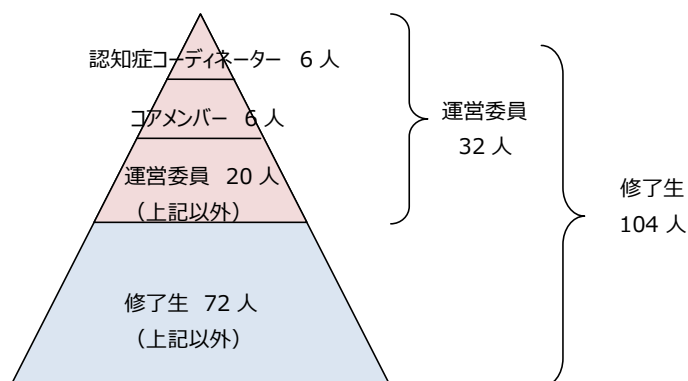 認知症コーディネーター 6 人
コアメンバー 6 人
運営委員 20 人
（上記以外）
修了生 72 人
（上記以外）
運営委員
32 人
修了生
104 人